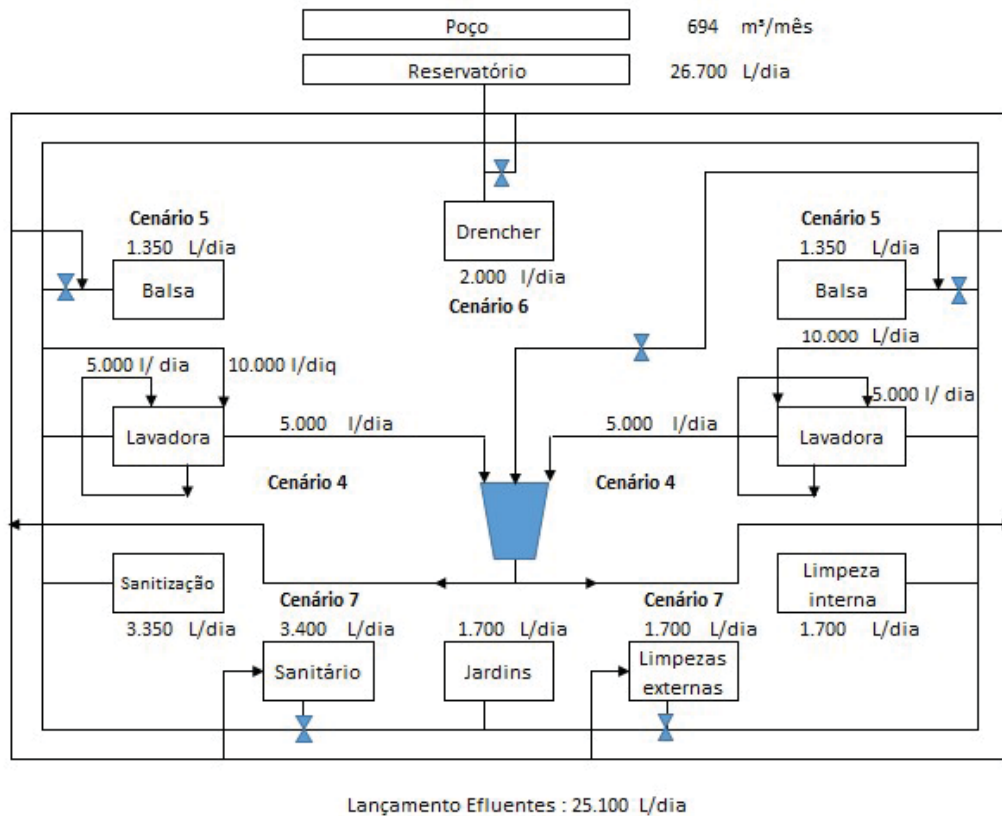 Poço 694 m³/mês
Reservatório 26.700 L/dia
Cenário 5
1.350 L/dia
Balsa
Drencher
2.000 l/dia
Cenário 6
Cenário 5
1.350 L/dia
Balsa
10.000 L/dia
5.000 l/ dia 10.000 l/diq
5.000 l/ dia
Lavadora
5.000 l/dia
5.000 l/dia
Lavadora
Cenário 4
Cenário 4
Sanitização
3.350 L/dia
Cenário 7
3.400 L/dia
Sanitário
1.700 L/dia
Jardins
Cenário 7
1.700 L/dia
Limpezas
externas
Limpeza
interna
1.700 L/dia
Lançamento Efluentes : 25.100 L/dia